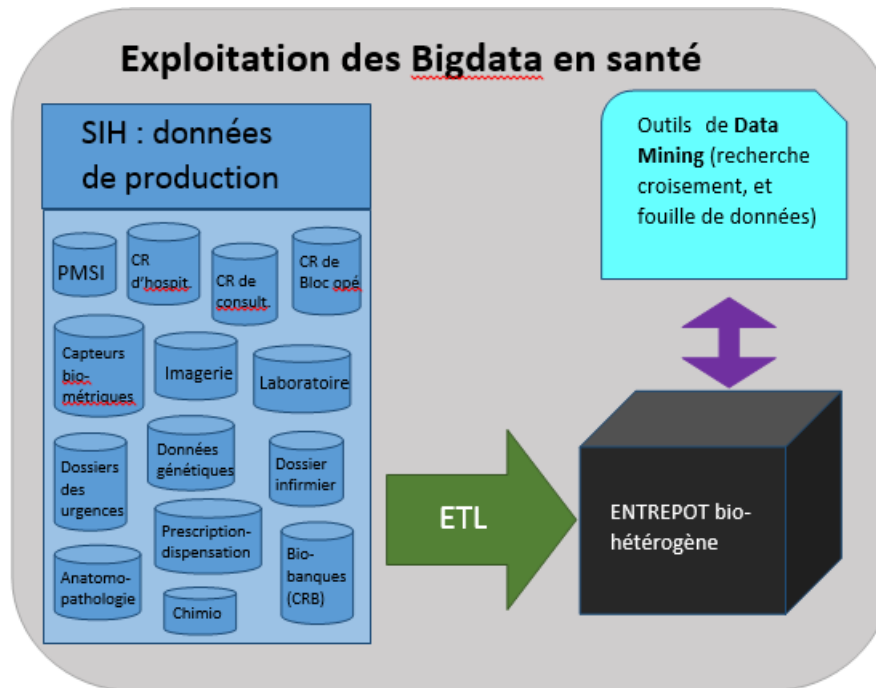 Exploitation des Bigdata en santé
SIH : données
de production
PMSI
CR
d'hospit.
CR de
consult.
CR de
Bloc opé
Capteurs
bio-
métriques
Imagerie
Laboratoire
Dossiers
des
urgences
Données
génétiques
Dossier
infirmier
Prescription-
dispensation
Anatomo-
pathologie
Chimio
Bio-
banques
(CRB)
ETL
Outils de Data
Mining (recherche
croisement, et
fouille de données)
ENTREPOT bio-
hétérogène